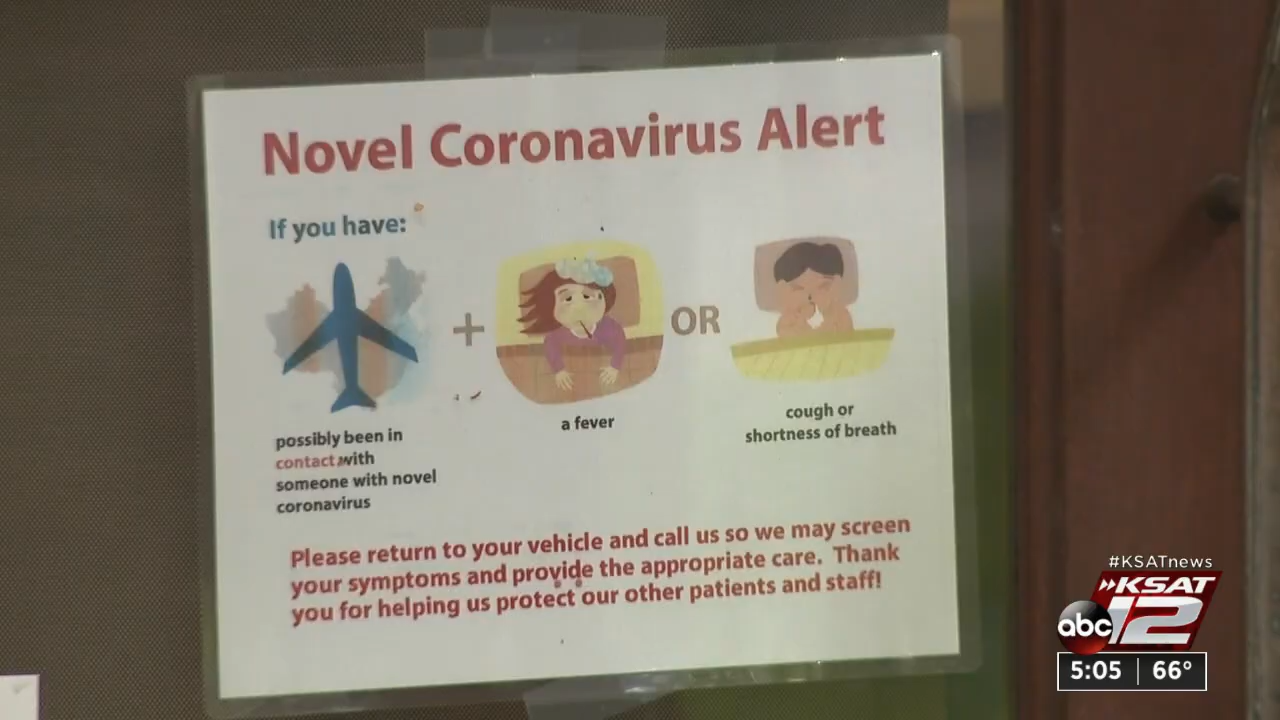 Novel Coronavirus Alert
If you have:
+
OR
possibly been in
contact with
someone with novel
coronavirus
a fever
cough or
shortness of breath
Please return to your vehicle and call us so we may screen
your symptoms and provide the appropriate care. Thank
you for helping us protect our other patients and staff!
#KSATnews
KSAT
abc 12
5:05 66°